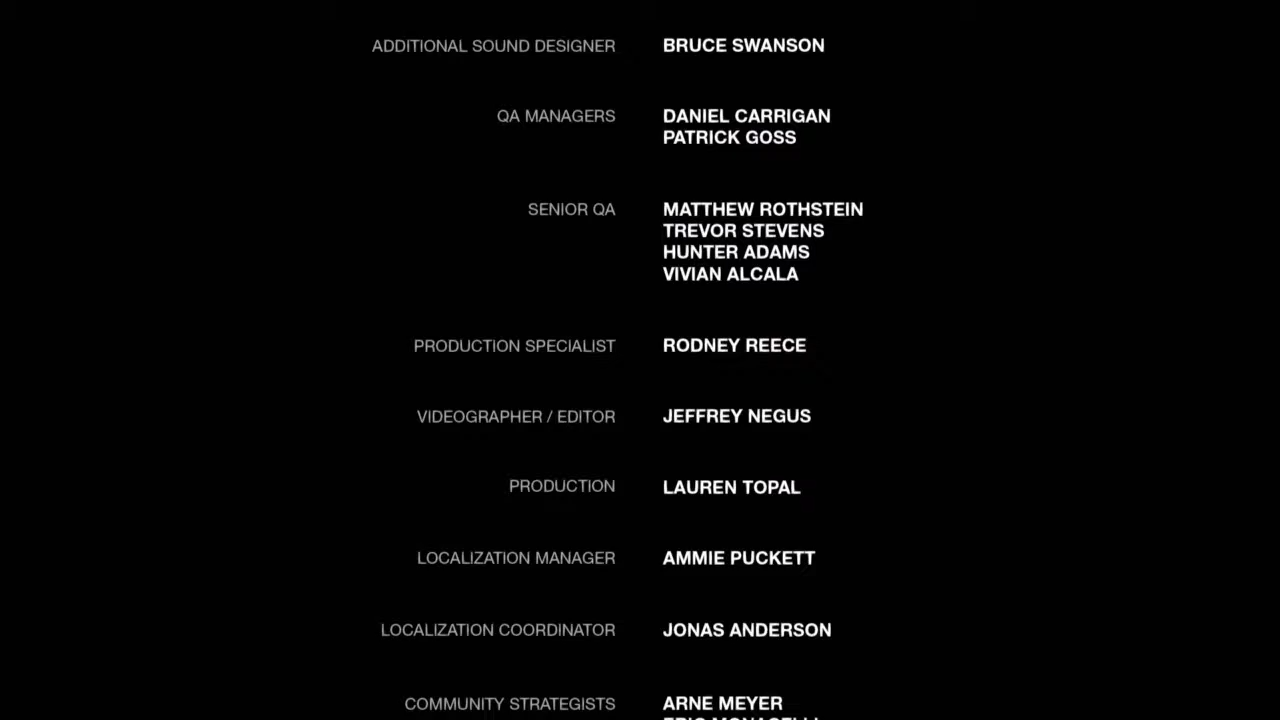 ADDITIONAL SOUND DESIGNER BRUCE SWANSON
QA MANAGERS DANIEL CARRIGAN
PATRICK GOSS
SENIOR QA MATTHEW ROTHSTEIN
TREVOR STEVENS
HUNTER ADAMS
VIVIAN ALCALA
PRODUCTION SPECIALIST RODNEY REECE
VIDEOGRAPHER / EDITOR JEFFREY NEGUS
PRODUCTION LAUREN TOPAL
LOCALIZATION MANAGER AMMIE PUCKETT
LOCALIZATION COORDINATOR JONAS ANDERSON
COMMUNITY STRATEGISTS ARNE MEYER